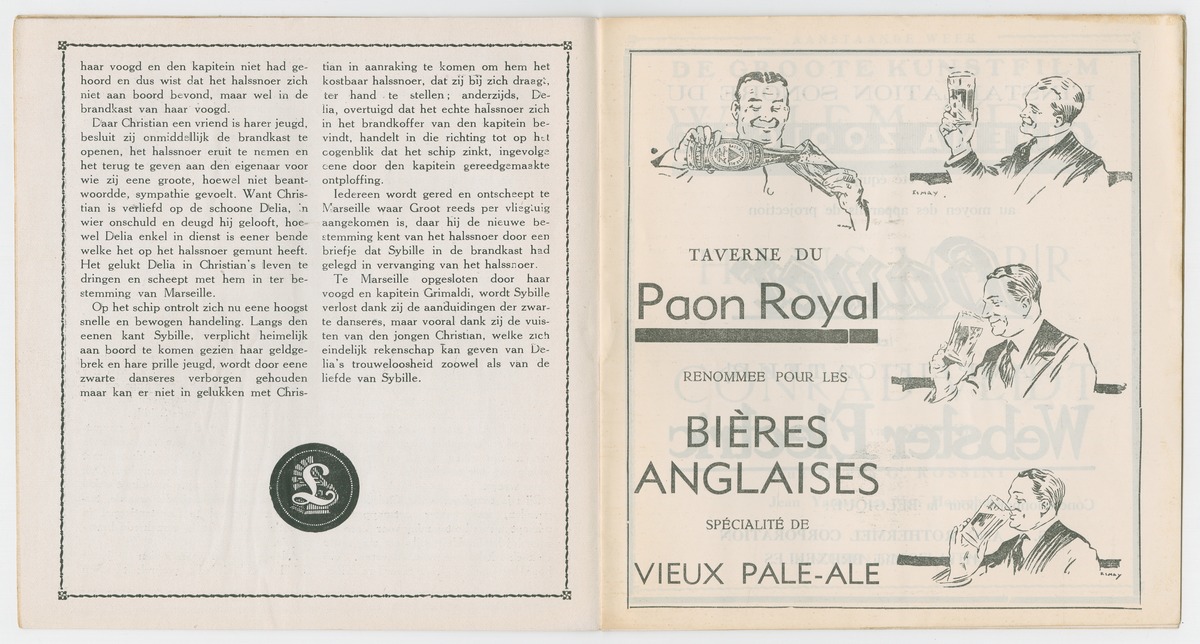 haar voogd en den kapitein niet had ge-
hoord en dus wist dat het halssnoer zich
niet aan boord bevond, maar wel in de
brandkast van haar voogd.
Daar Christian een vriend is harer jeugd,
besluit zij onmiddellijk de brandkast te
openen, het halssnoer eruit te nemen en
het terug te geven aan den eigenaar voor
wie zij eene groote, hoewel niet beant-
woordde, sympathie gevoelt. Want Chris-
tian is verliefd op de schoone Delia, in
wier onschuld en deugd hij gelooft, hoe-
wel Delia enkel in dienst is eener bende
welke het op het halssnoer gemunt heeft.
Het gelukt Delia in Christian's leven te
dringen en scheept met hem in ter be-
stemming van Marseille.
Op het schip ontrolt zich nu eene hoogst
snelle en bewogen handeling. Langs den
eenen kant Sybille, verplicht heimelijk
aan boord te komen gezien haar geldge-
brek en hare prille jeugd, wordt door eene
zwarte danseres verborgen gehouden
maar kan er niet in gelukken met Chris-
tian in aanraking te komen om hem het
kostbaar halssnoer, dat zij bij zich draagt,
ter hand te stellen; anderzijds, De-
lia, overtuigd dat het echte halssnoer zich
in het brandkoffer van den kapitein be-
vindt, handelt in die richting tot op het
oogenblik dat het schip zinkt, ingevolge
eene door den kapitein gereedgemaakte
ontploffing.
Iedereen wordt gered en ontscheept te
Marseille waar Groot reeds per vliegtuig
aangekomen is, daar hij de nieuwe be-
stemming kent van het halssnoer door een
briefje dat Sybille in de brandkast had
gelegd in vervanging van het halssnoer.
Te Marseille opgesloten door haar
voogd en kapitein Grimaldi, wordt Sybille
verlost dank zij de aanduidingen der zwar-
te danseres, maar vooral dank zij de vuis-
ten van den jongen Christian, welke zich
eindelijk rekenschap kan geven van De-
lia's trouweloosheid zoowel als van de
liefde van Sybille.
L
REMRY
TAVERNE DU
Paon Royal
RENOMMEE POUR LES
BIÈRES
ANGLAISES
SPÉCIALITÉ DE
VIEUX PALE-ALE
REMRY